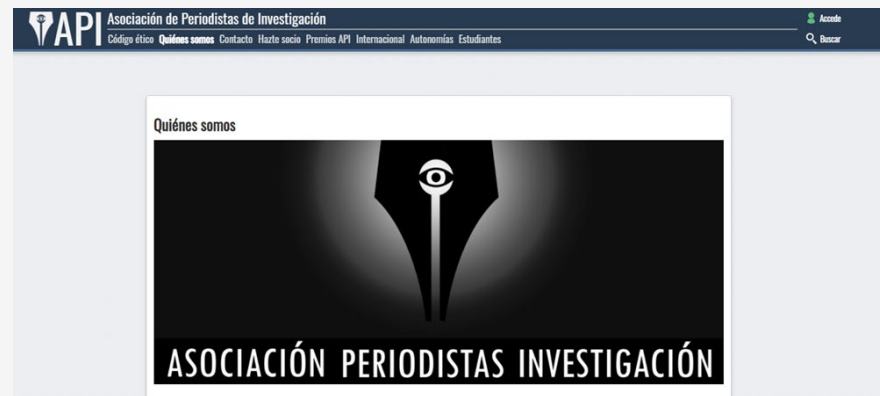 API
Asociación de Periodistas de Investigación
Accede
Código ético Quiénes somos Contacto Hazte socio Premios API Internacional Autonomías Estudiantes
Buscar
Quiénes somos
ASOCIACIÓN PERIODISTAS INVESTIGACIÓN